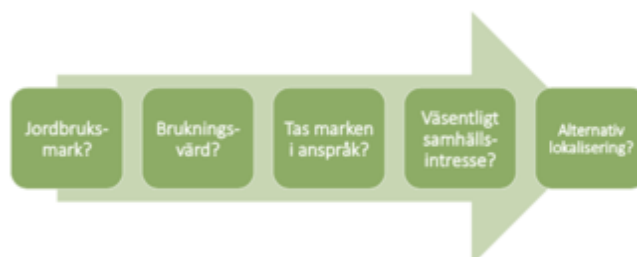 Jordbruks-
mark?
Bruknings-
värd?
Tas marken
i anspråk?
Väsentligt
samhälls-
intresse?
Alternativ
lokalisering?